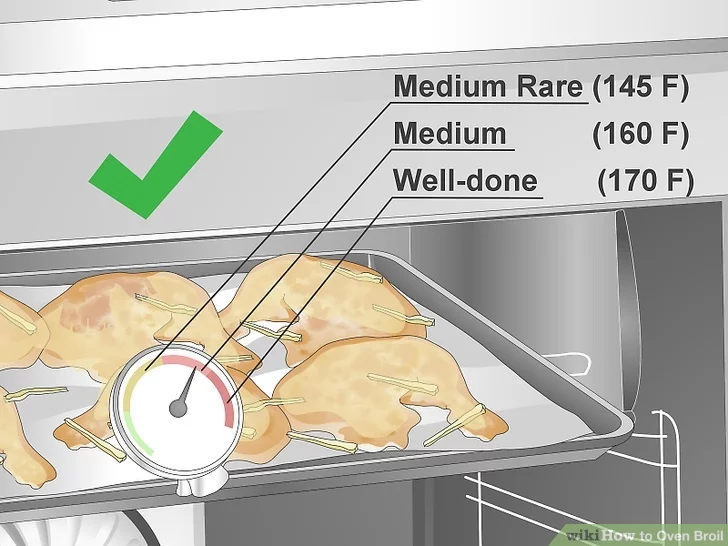 Medium Rare (145 F)
Medium (160 F)
Well-done (170 F)
wikiHow to Oven Broil